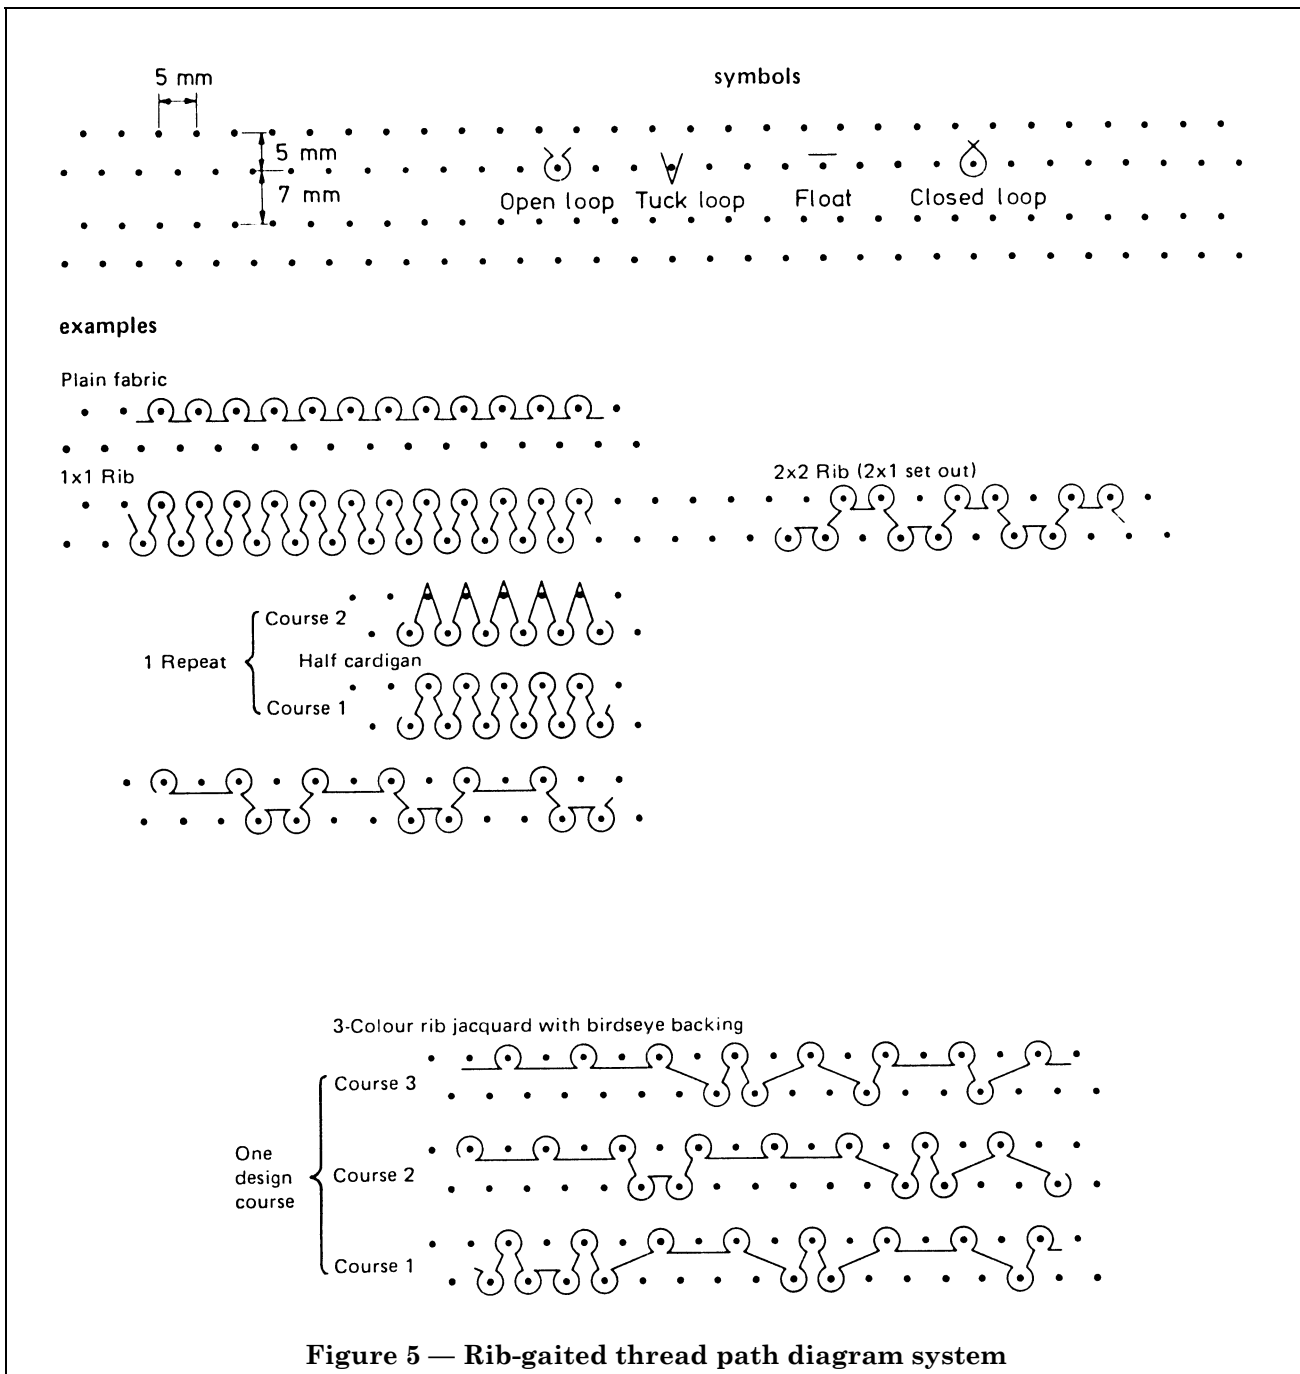 5 mm
symbols
5 mm
7 mm
Open loop Tuck loop Float Closed loop
examples
Plain fabric
1x1 Rib
2x2 Rib (2x1 set out)
Course 2
1 Repeat
Half cardigan
Course 1
3-Colour rib jacquard with birdseye backing
Course 3
One
design
course
Course 2
Course 1
Figure 5 — Rib-gaited thread path diagram system